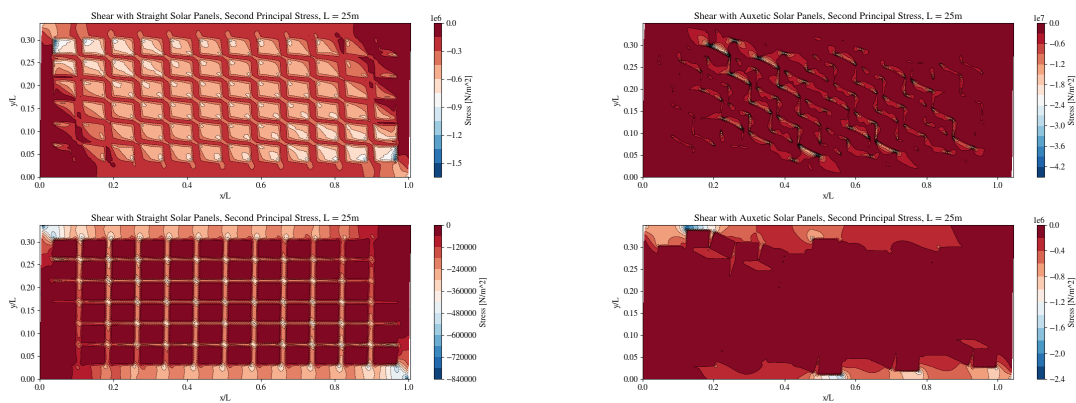 Shear with Straight Solar Panels, Second Principal Stress, L = 25m
1e6
0.30
0.25
0.20
0.15
0.10
0.05
0.00
y/L
0.0 0.2 0.4 0.6 0.8 1.0
x/L
0.0
−0.3
−0.6
−0.9
−1.2
−1.5
Stress [N/m^2]
Shear with Auxetic Solar Panels, Second Principal Stress, L = 25m
1e7
0.30
0.25
0.20
0.15
0.10
0.05
0.00
y/L
0.0 0.2 0.4 0.6 0.8 1.0
x/L
0.0
−0.6
−1.2
−1.8
−2.4
−3.0
−3.6
−4.2
Stress [N/m^2]
Shear with Straight Solar Panels, Second Principal Stress, L = 25m
0.30
0.25
0.20
0.15
0.10
0.05
0.00
y/L
0.0 0.2 0.4 0.6 0.8 1.0
x/L
0
−120000
−240000
−360000
−480000
−600000
−720000
−840000
Stress [N/m^2]
Shear with Auxetic Solar Panels, Second Principal Stress, L = 25m
1e6
0.30
0.25
0.20
0.15
0.10
0.05
0.00
y/L
0.0 0.2 0.4 0.6 0.8 1.0
x/L
0.0
−0.4
−0.8
−1.2
−1.6
−2.0
−2.4
Stress [N/m^2]